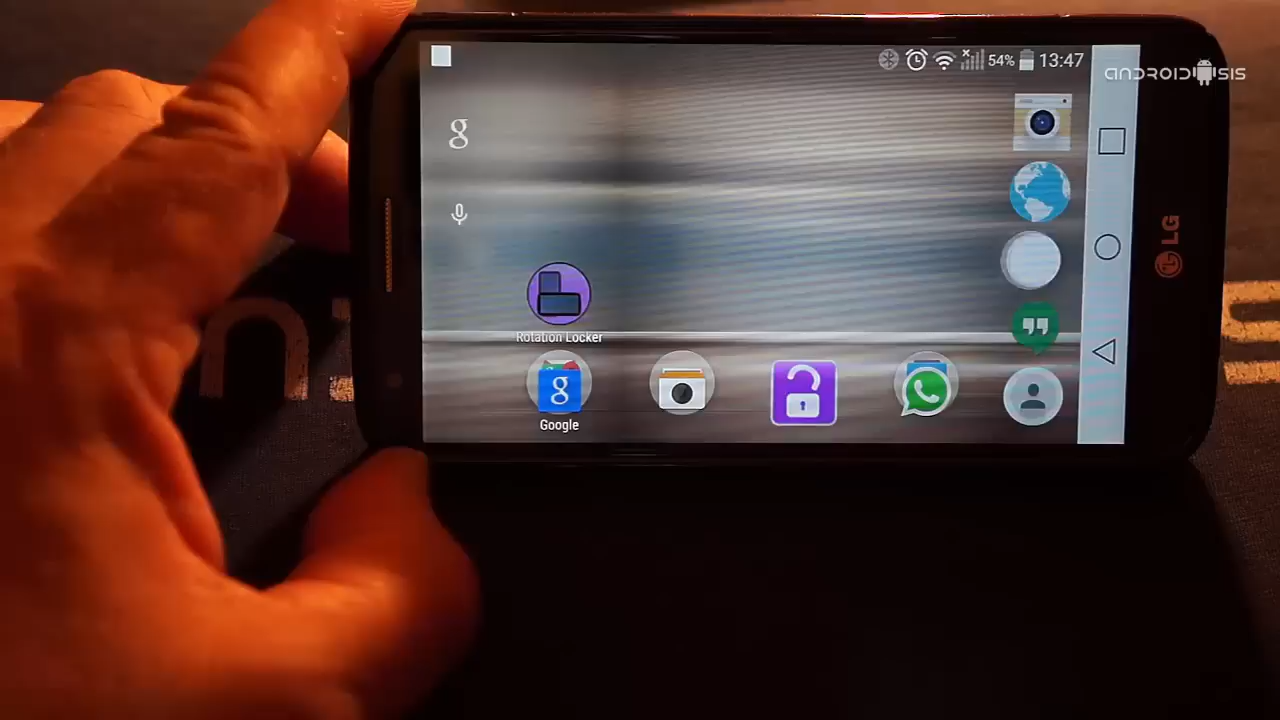 54% 13:47
ANDROIDSIS
g
LG
Rotation Locker
g
Google